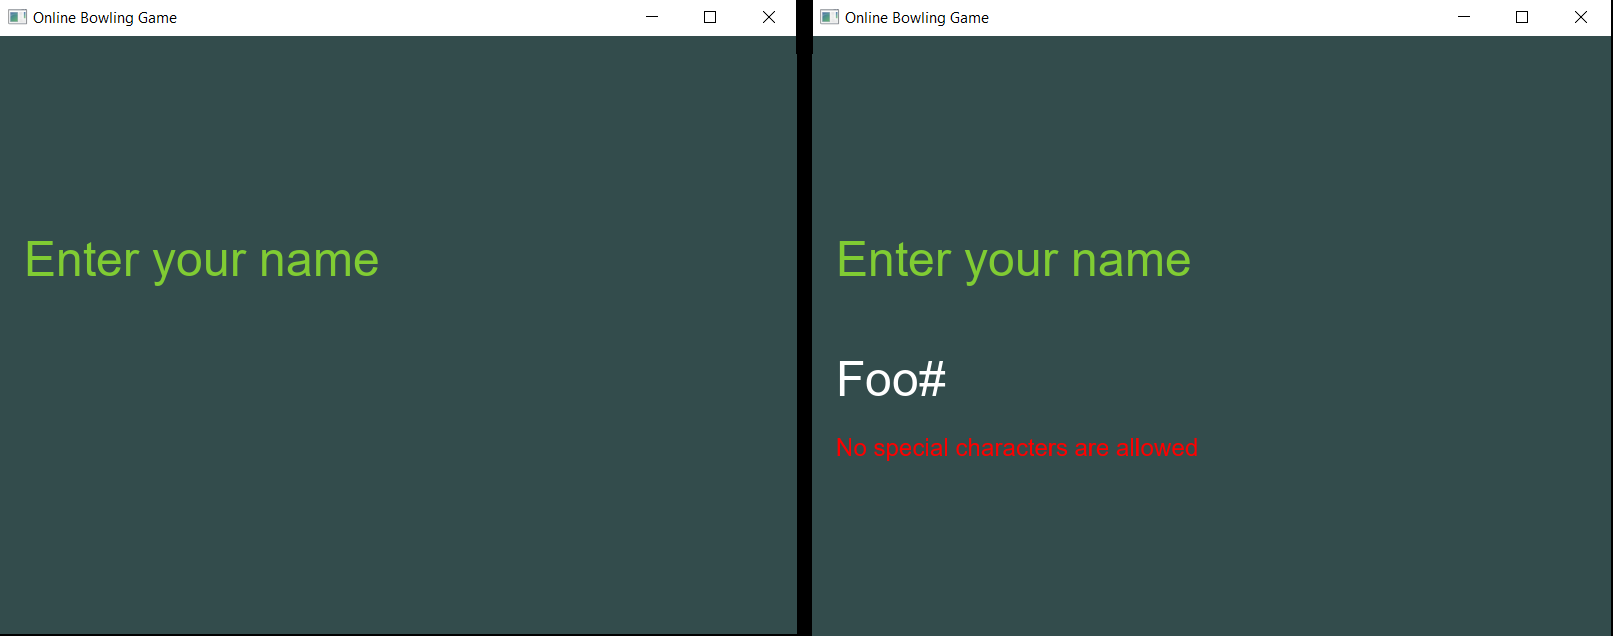 Online Bowling Game
Enter your name
Online Bowling Game
Enter your name
Foo#
No special characters are allowed